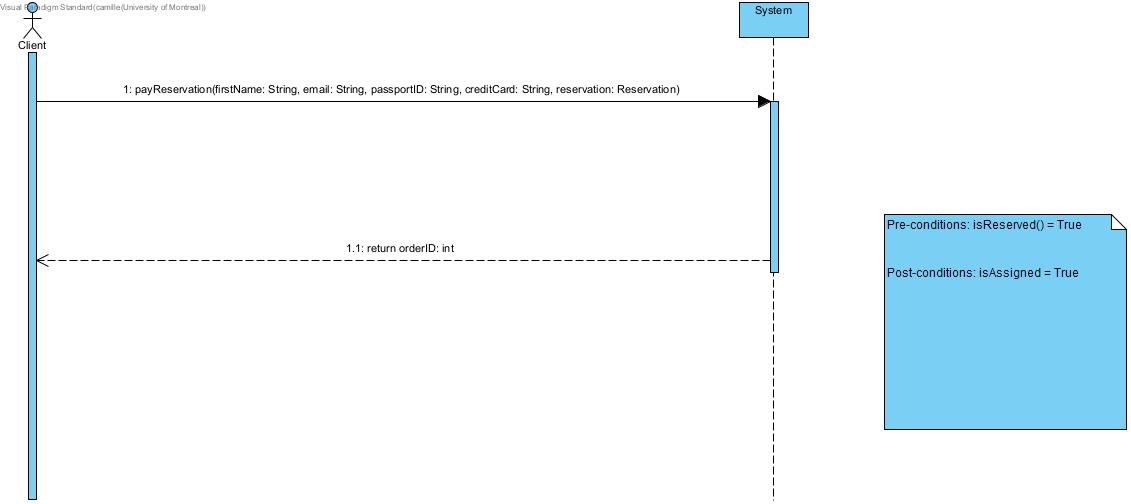 Visual Paradigm Standard(camille(University of Montreal))
System
Client
1: payReservation(firstName: String, email: String, passportID: String, creditCard: String, reservation: Reservation)
1.1: return orderID: int
Pre-conditions: isReserved() = True
Post-conditions: isAssigned = True